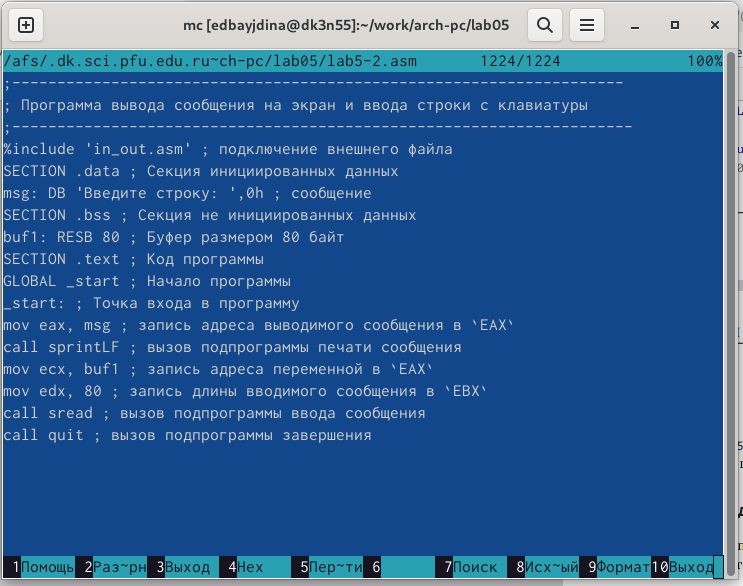 mc [edbayjdina@dk3n55]:~/work/arch-pc/lab05
/afs/.dk.sci.pfu.edu.ru~ch-pc/lab05/lab5-2.asm 1224/1224 100%
;--------------------------------------------------------------------
; Программа вывода сообщения на экран и ввода строки с клавиатуры
;---------------------------------------------------------------------
%include 'in_out.asm' ; подключение внешнего файла
SECTION .data ; Секция инициированных данных
msg: DB 'Введите строку: ',0h ; сообщение
SECTION .bss ; Секция не инициированных данных
buf1: RESB 80 ; Буфер размером 80 байт
SECTION .text ; Код программы
GLOBAL _start ; Начало программы
_start: ; Точка входа в программу
mov eax, msg ; запись адреса выводимого сообщения в `EAX`
call sprintLF ; вызов подпрограммы печати сообщения
mov ecx, buf1 ; запись адреса переменной в `EAX`
mov edx, 80 ; запись длины вводимого сообщения в `EBX`
call sread ; вызов подпрограммы ввода сообщения
call quit ; вызов подпрограммы завершения
1Помощь 2Раз~рн 3Выход 4Hex 5Пер~ти 6 7Поиск 8Исх~ый 9Формат 10Выход